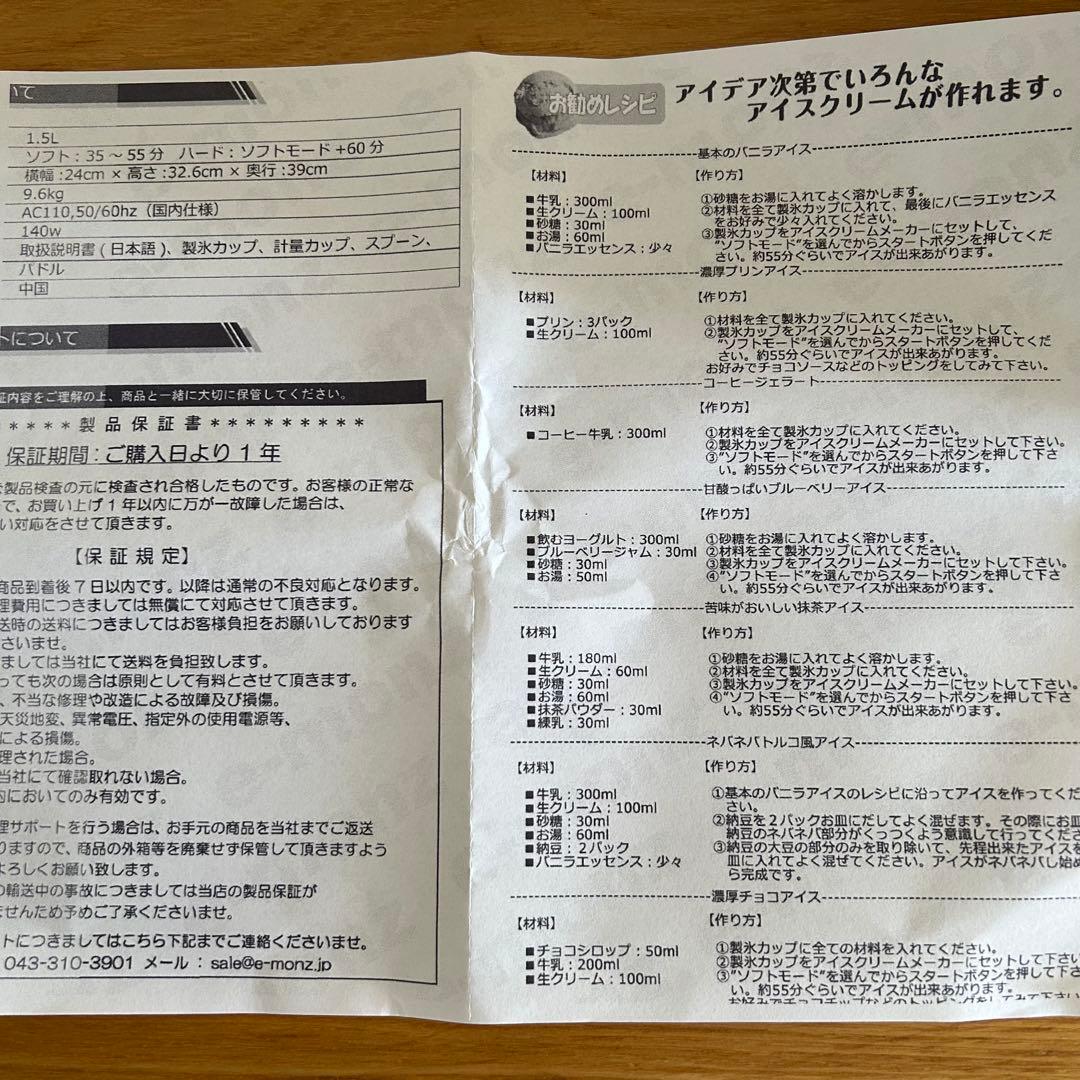 いて
1.5L
ソフト：35～55分　ハード：ソフトモード+60分
横幅：24cm × 高さ：32.6cm × 奥行：39cm
9.6kg
AC110,50/60hz（国内仕様）
140w
取扱説明書(日本語)、製氷カップ、計量カップ、スプーン、
パドル
中国
トについて
証内容をご理解の上、商品と一緒に大切に保管してください。
*****製品保証書*********
保証期間：ご購入日より1年
製品検査の元に検査され合格したものです。お客様の正常な
で、お買い上げ1年以内に万が一故障した場合は、
い対応をさせて頂きます。
【保証規定】
商品到着後7日以内です。以降は通常の不良対応となります。
理費用につきましては無償にて対応させて頂きます。
送時の送料につきましてはお客様負担をお願いしております
さいませ。
ましては当社にて送料を負担致します。
っても次の場合は原則として有料とさせて頂きます。
、不当な修理や改造による故障及び損傷。
天災地変、異常電圧、指定外の使用電源等、
による損傷。
理された場合。
当社にて確認取れない場合。
内においてのみ有効です。
理サポートを行う場合は、お手元の商品を当社までご返送
りますので、商品の外箱等を廃棄せず保管して頂きますよう
よろしくお願い致します。
の輸送中の事故につきましては当店の製品保証が
ませんため予めご了承くださいませ。
トにつきましてはこちら下記までご連絡くださいませ。
043-310-3901 メール：sale@e-monz.jp
お勧めレシピ
アイデア次第でいろんな
アイスクリームが作れます。
基本のバニラアイス
【材料】
■牛乳：300ml
■生クリーム：100ml
■砂糖：30ml
■お湯：60ml
■バニラエッセンス：少々
【作り方】
①砂糖をお湯に入れてよく溶かします。
②材料を全て製氷カップに入れて、最後にバニラエッセンス
をお好みで少々入れてください。
③製氷カップをアイスクリームメーカーにセットして、
“ソフトモード”を選んでからスタートボタンを押してくだ
さい。約55分ぐらいでアイスが出来あがります。
濃厚プリンアイス
【材料】
■プリン：3パック
■生クリーム：100ml
【作り方】
①材料を全て製氷カップに入れてください。
②製氷カップをアイスクリームメーカーにセットして、
“ソフトモード”を選んでからスタートボタンを押してくだ
さい。約55分ぐらいでアイスが出来あがります。
お好みでチョコソースなどのトッピングをしてみて下さい。
コーヒージェラート
【材料】
■コーヒー牛乳：300ml
【作り方】
①材料を全て製氷カップに入れてください。
②製氷カップをアイスクリームメーカーにセットして下さい。
③“ソフトモード”を選んでからスタートボタンを押して下さ
い。約55分ぐらいでアイスが出来あがります。
甘酸っぱいブルーベリーアイス
【材料】
■飲むヨーグルト：300ml
■ブルーベリージャム：30ml
■砂糖：30ml
■お湯：50ml
【作り方】
①砂糖をお湯に入れてよく溶かします。
②材料を全て製氷カップに入れてください。
③製氷カップをアイスクリームメーカーにセットして下さい。
④“ソフトモード”を選んでからスタートボタンを押して下さ
い。約55分ぐらいでアイスが出来あがります。
苦味がおいしい抹茶アイス
【材料】
■牛乳：180ml
■生クリーム：60ml
■砂糖：30ml
■お湯：60ml
■抹茶パウダー：30ml
■練乳：30ml
【作り方】
①砂糖をお湯に入れてよく溶かします。
②材料を全て製氷カップに入れてください。
③製氷カップをアイスクリームメーカーにセットして下さい
④“ソフトモード”を選んでからスタートボタンを押して下さ
い。約55分ぐらいでアイスが出来あがります。
ネバネバトルコ風アイス
【材料】
■牛乳：300ml
■生クリーム：100ml
■砂糖：30ml
■お湯：60ml
■納豆：2パック
■バニラエッセンス：少々
【作り方】
①基本のバニラアイスのレシピに沿ってアイスを作ってくだ
さい。
②納豆を2パックお皿にだしてよく混ぜます。その際にお皿
納豆のネバネバ部分がくっつくよう意識して行ってくださ
③納豆の大豆の部分のみを取り除いて、先程出来たアイスを
皿に入れてよく混ぜてください。アイスがネバネバし始め
ら完成です。
濃厚チョコアイス
【材料】
■チョコシロップ：50ml
■牛乳：200ml
■生クリーム：100ml
【作り方】
①製氷カップに全ての材料を入れてください。
②製氷カップをアイスクリームメーカーにセットして下さい
③“ソフトモード”を選んでからスタートボタンを押して下さ
い。約55分ぐらいでアイスが出来あがります。
お好みでチョコチップなどのトッピングをしてみて下さい